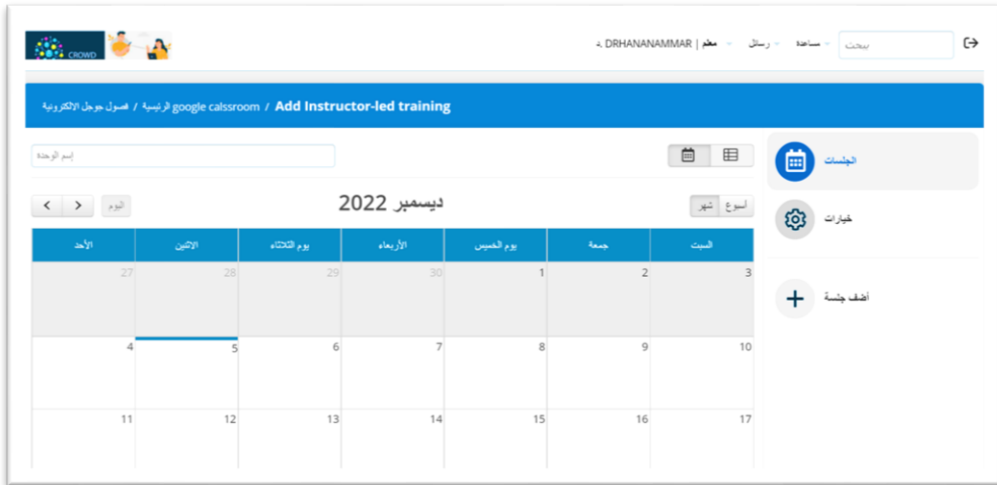 CROWD
د. DRHANANAMMAR | معلم
رسائل
مساعدة
يبحث
الرئيسية / فصول جوجل الالكترونية google calssroom / Add Instructor-led training
إسم الوحدة
الجلسات
خيارات
أضف جلسة
اليوم
ديسمبر 2022
شهر أسبوع
الأحد الاثنين يوم الثلاثاء الأربعاء يوم الخميس جمعة السبت
27 28 29 30 1 2 3
4 5 6 7 8 9 10
11 12 13 14 15 16 17